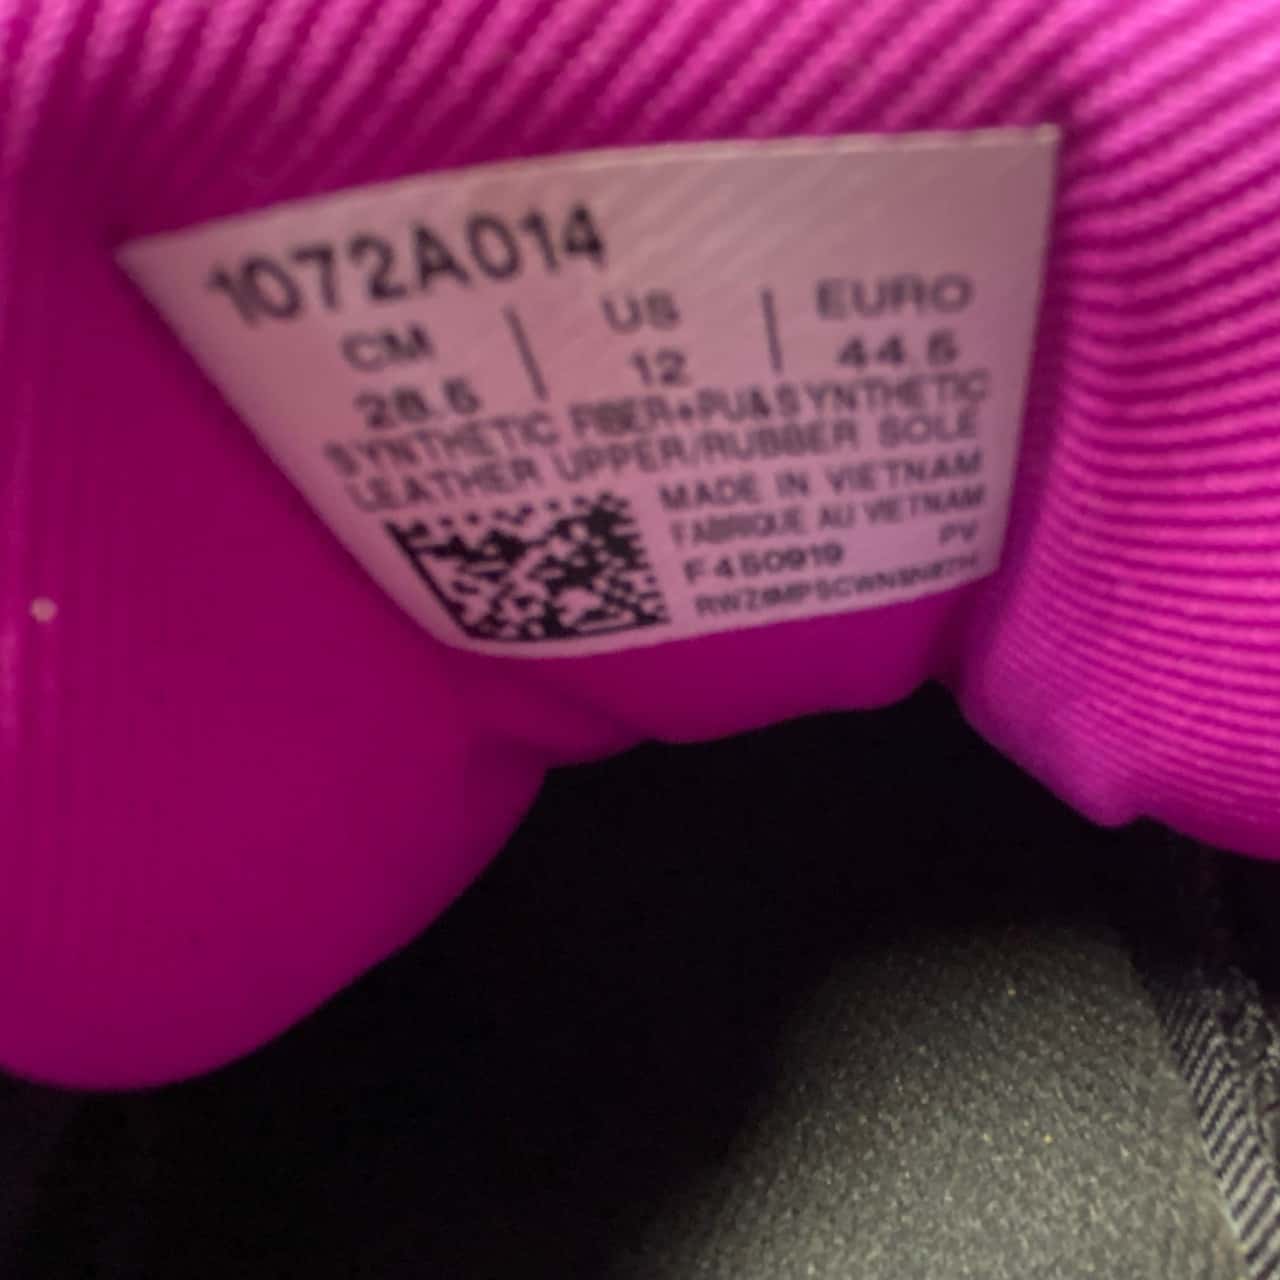 1072A014
CM | US | EURO
28.5 | 12 | 44.5
SYNTHETIC FIBER+PU&SYNTHETIC
LEATHER UPPER/RUBBER SOLE
MADE IN VIETNAM
FABRIQUE AU VIETNAM
F450919 PV